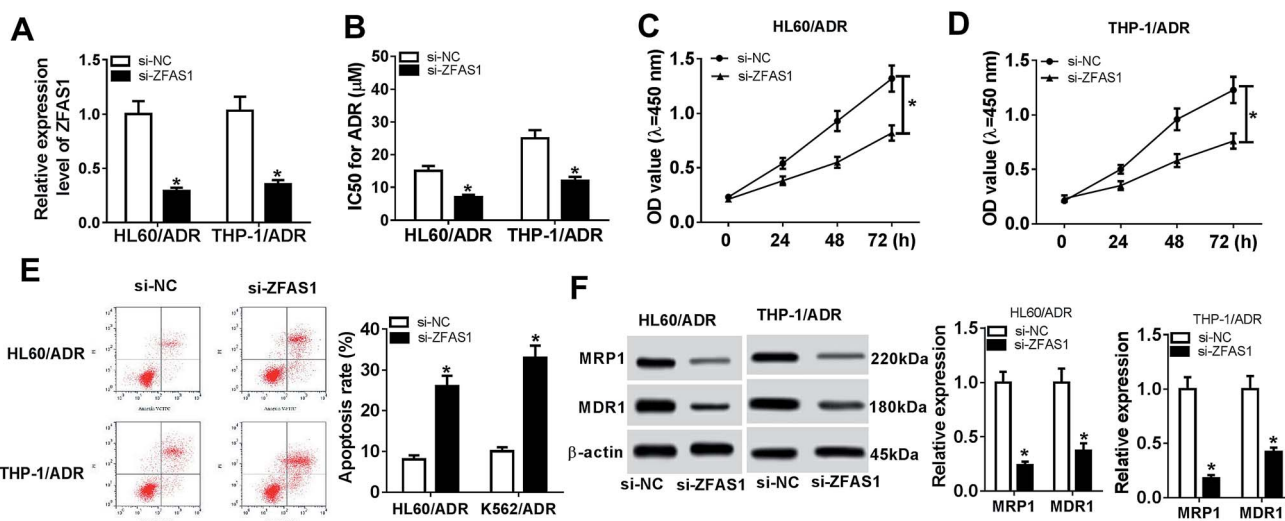 A
Relative expression
level of ZFAS1
1.5
1.0
0.5
0.0
si-NC
si-ZFAS1
*
*
HL60/ADR
THP-1/ADR
B
IC50 for ADR (μM)
50
40
30
20
10
0
si-NC
si-ZFAS1
*
*
HL60/ADR
THP-1/ADR
C
HL60/ADR
OD value (λ=450 nm)
1.5
1.0
0.5
0.0
si-NC
si-ZFAS1
*
0 24 48 72 (h)
D
THP-1/ADR
OD value (λ=450 nm)
1.5
1.0
0.5
0.0
si-NC
si-ZFAS1
*
0 24 48 72 (h)
E
si-NC si-ZFAS1
HL60/ADR
THP-1/ADR
Apoptosis rate (%)
40
30
20
10
0
si-NC
si-ZFAS1
*
*
HL60/ADR K562/ADR
F
HL60/ADR THP-1/ADR
MRP1 220kDa
MDR1 180kDa
β-actin 45kDa
si-NC si-ZFAS1 si-NC si-ZFAS1
HL60/ADR
Relative expression
1.5
1.0
0.5
0.0
si-NC
si-ZFAS1
*
*
MRP1 MDR1
THP-1/ADR
Relative expression
1.5
1.0
0.5
0.0
si-NC
si-ZFAS1
*
*
MRP1 MDR1